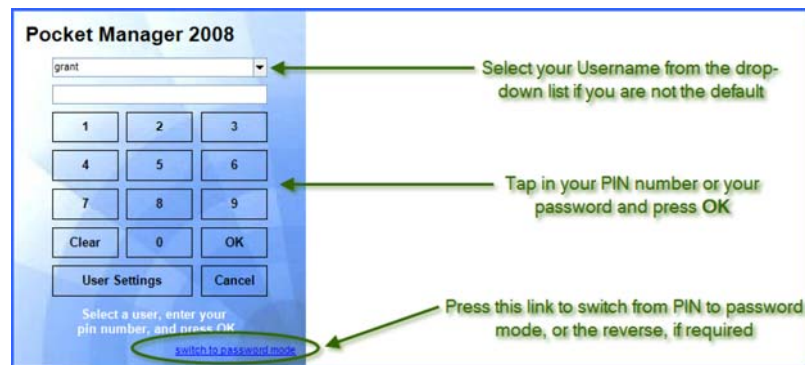 Pocket Manager 2008
grant
Select your Username from the drop-
down list if you are not the default
1 2 3
4 5 6
7 8 9
Clear 0 OK
Tap in your PIN number or your
password and press OK
User Settings Cancel
Select a user, enter your
pin number, and press OK
switch to password mode
Press this link to switch from PIN to password
mode, or the reverse, if required